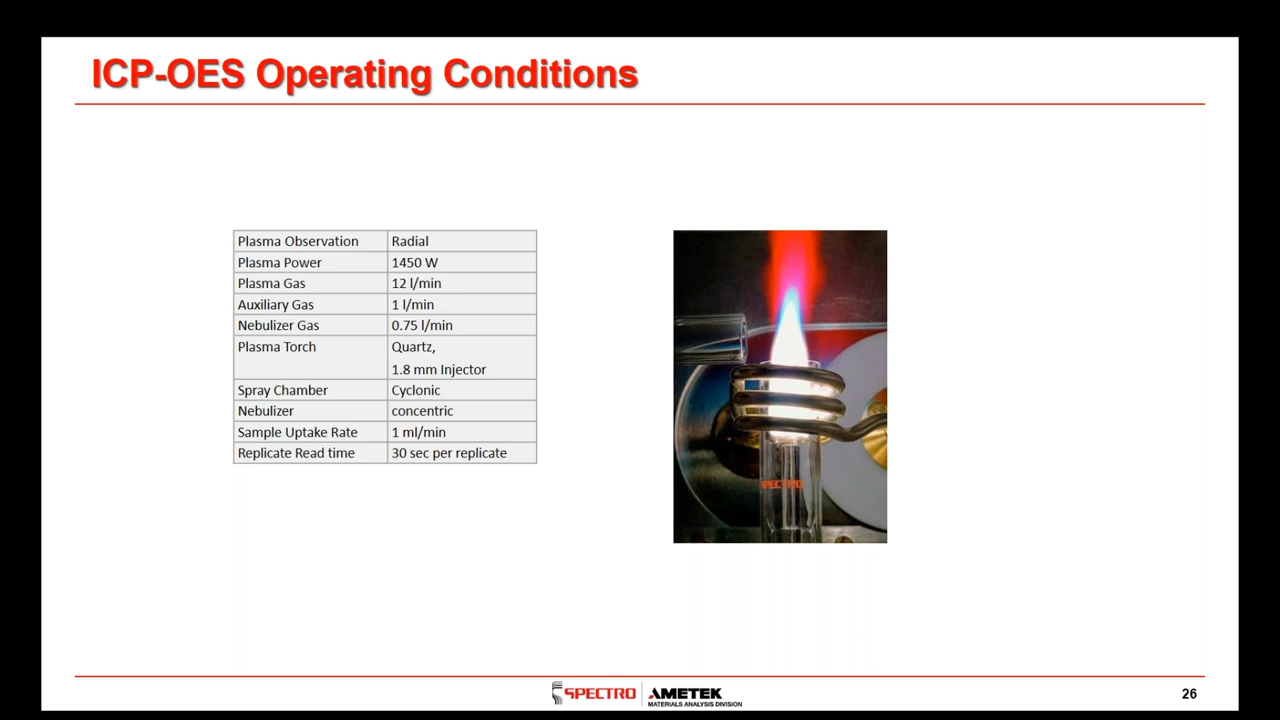 ICP-OES Operating Conditions
Plasma Observation Radial
Plasma Power 1450 W
Plasma Gas 12 l/min
Auxiliary Gas 1 l/min
Nebulizer Gas 0.75 l/min
Plasma Torch Quartz,
1.8 mm Injector
Spray Chamber Cyclonic
Nebulizer concentric
Sample Uptake Rate 1 ml/min
Replicate Read time 30 sec per replicate
SPECTRO
SPECTRO AMETEK
MATERIALS ANALYSIS DIVISION
26